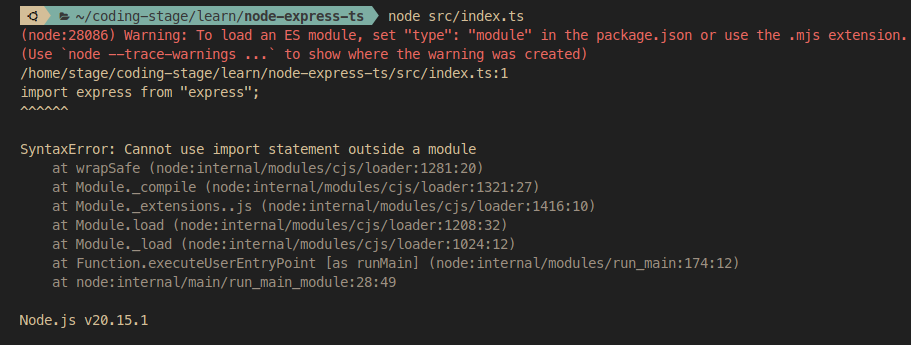 ~/coding-stage/learn/node-express-ts node src/index.ts
(node:28086) Warning: To load an ES module, set "type": "module" in the package.json or use the .mjs extension.
(Use `node --trace-warnings ...` to show where the warning was created)
/home/stage/coding-stage/learn/node-express-ts/src/index.ts:1
import express from "express";
^^^^^^
SyntaxError: Cannot use import statement outside a module
at wrapSafe (node:internal/modules/cjs/loader:1281:20)
at Module._compile (node:internal/modules/cjs/loader:1321:27)
at Module._extensions..js (node:internal/modules/cjs/loader:1416:10)
at Module.load (node:internal/modules/cjs/loader:1208:32)
at Module._load (node:internal/modules/cjs/loader:1024:12)
at Function.executeUserEntryPoint [as runMain] (node:internal/modules/run_main:174:12)
at node:internal/main/run_main_module:28:49
Node.js v20.15.1